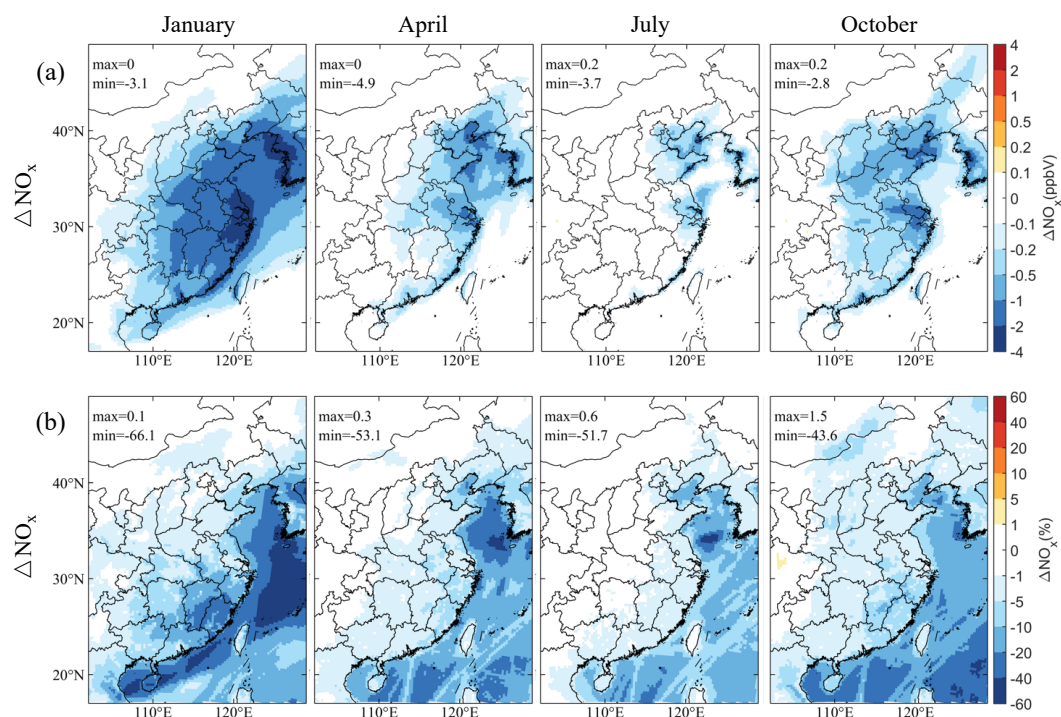 January
April
July
October
(a)
△NOₓ
max=0
min=-3.1
max=0
min=-4.9
max=0.2
min=-3.7
max=0.2
min=-2.8
40°N
30°N
20°N
110°E
120°E
110°E
120°E
110°E
120°E
110°E
120°E
4
2
1
0.5
0.2
0.1
0
-0.1
-0.2
-0.5
-1
-2
-4
ΔNOₓ(ppbV)
(b)
△NOₓ
max=0.1
min=-66.1
max=0.3
min=-53.1
max=0.6
min=-51.7
max=1.5
min=-43.6
40°N
30°N
20°N
110°E
120°E
110°E
120°E
110°E
120°E
110°E
120°E
60
40
20
10
5
1
0
-1
-5
-10
-20
-40
-60
ΔNOₓ(%)